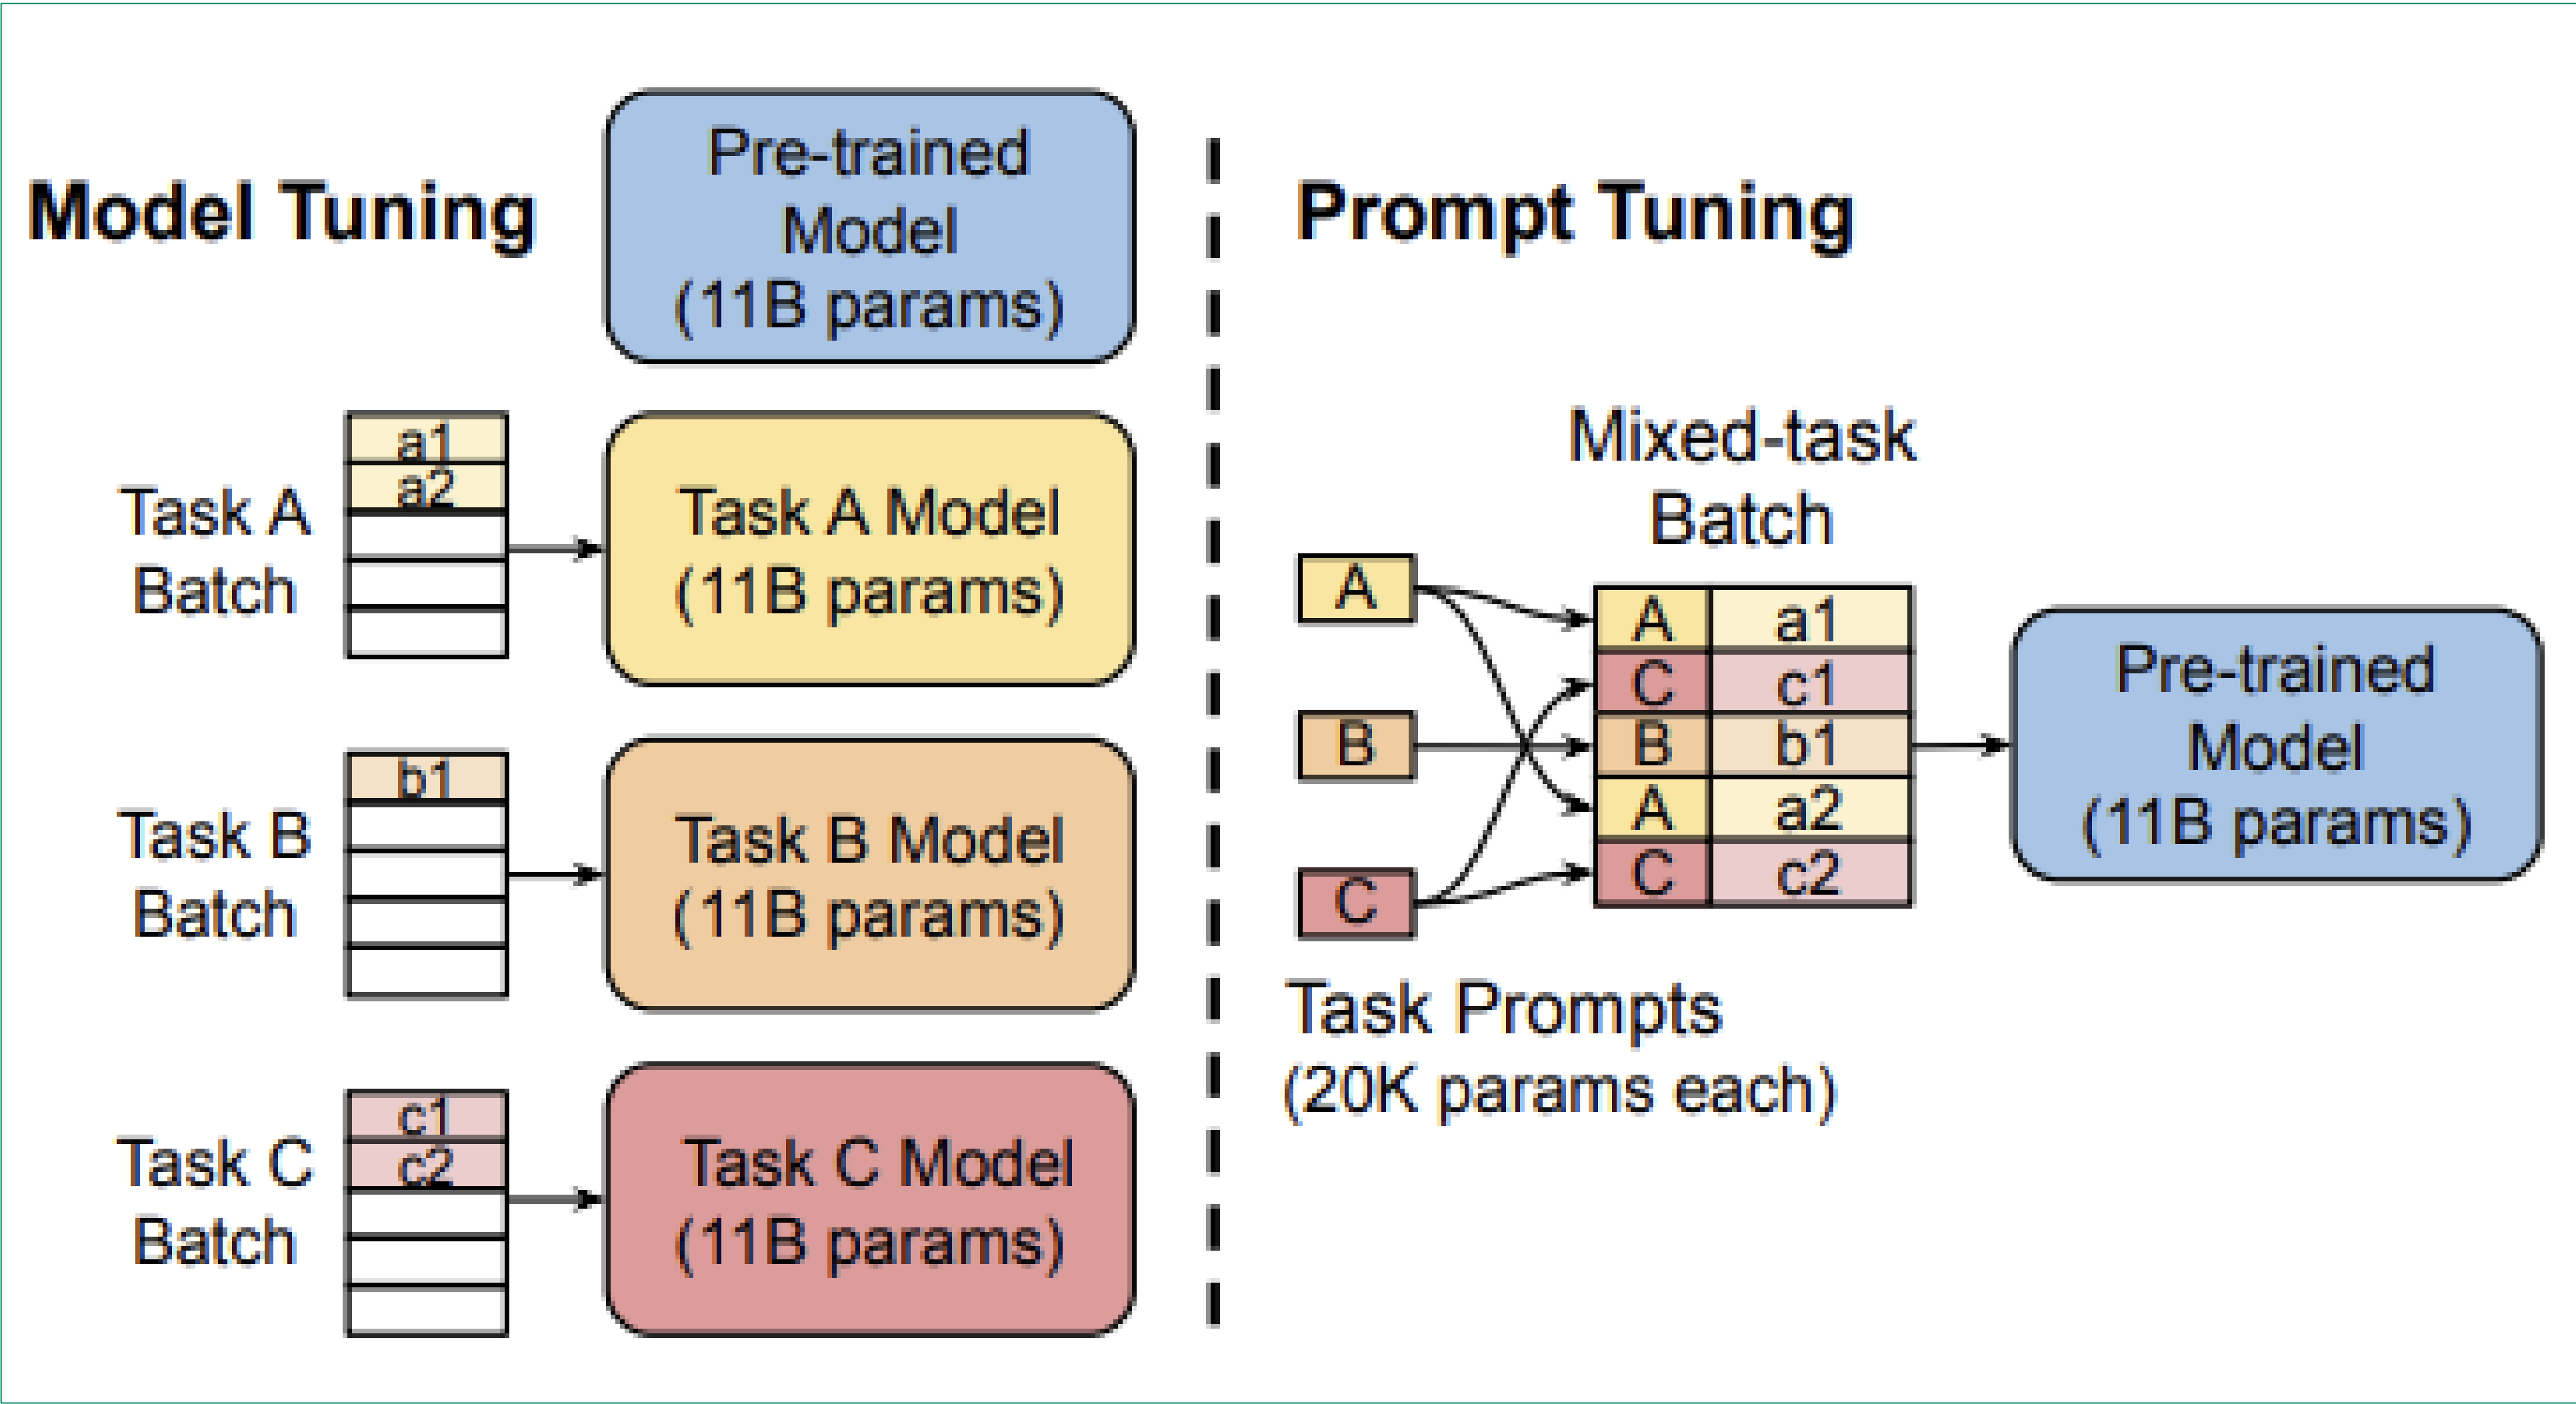 Model Tuning
Pre-trained
Model
(11B params)
a1
a2
Task A
Batch
Task A Model
(11B params)
b1
Task B
Batch
Task B Model
(11B params)
c1
c2
Task C
Batch
Task C Model
(11B params)
Prompt Tuning
Mixed-task
Batch
A
B
C
A a1
C c1
B b1
A a2
C c2
Pre-trained
Model
(11B params)
Task Prompts
(20K params each)